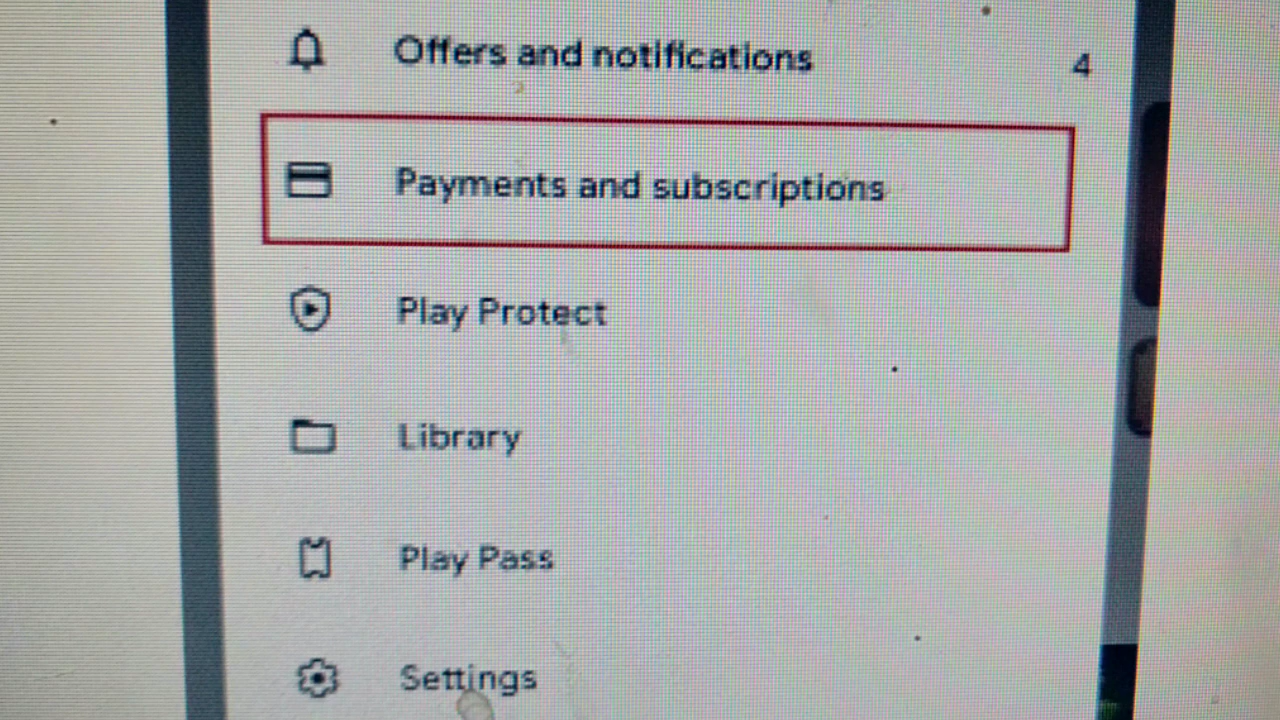 Offers and notifications 4
Payments and subscriptions
Play Protect
Library
Play Pass
Settings